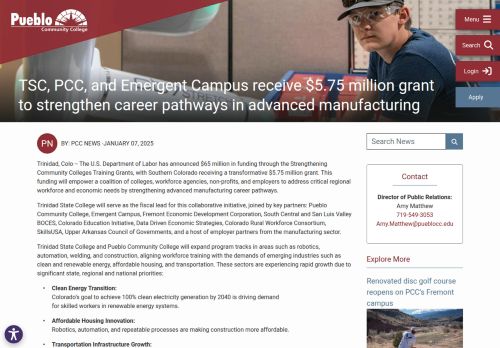 Pueblo
Community College
Menu
Search
Login
Apply
TSC, PCC, and Emergent Campus receive $5.75 million grant
to strengthen career pathways in advanced manufacturing
PN BY: PCC NEWS -JANUARY 07, 2025
Trinidad, Colo – The U.S. Department of Labor has announced $65 million in funding through the Strengthening
Community Colleges Training Grants, with Southern Colorado receiving a transformative $5.75 million grant. This
funding will empower a coalition of colleges, workforce agencies, non-profits, and employers to address critical regional
workforce and economic needs by strengthening advanced manufacturing career pathways.
Trinidad State College will serve as the fiscal lead for this collaborative initiative, joined by key partners: Pueblo
Community College, Emergent Campus, Fremont Economic Development Corporation, South Central and San Luis Valley
BOCES, Colorado Education Initiative, Data Driven Economic Strategies, Colorado Rural Workforce Consortium,
SkillsUSA, Upper Arkansas Council of Governments, and a host of employer partners from the manufacturing sector.
Trinidad State College and Pueblo Community College will expand program tracks in areas such as robotics,
automation, welding, and construction, aligning workforce training with the demands of emerging industries such as
clean and renewable energy, affordable housing, and transportation. These sectors are experiencing rapid growth due to
significant state, regional and national priorities:
• Clean Energy Transition:
Colorado's goal to achieve 100% clean electricity generation by 2040 is driving demand
for skilled workers in renewable energy systems.
• Affordable Housing Innovation:
Robotics, automation, and repeatable processes are making construction more affordable.
• Transportation Infrastructure Growth:
Search News
Contact
Director of Public Relations:
Amy Matthew
719-549-3053
Amy.Matthew@pueblocc.edu
Explore More
Renovated disc golf course
reopens on PCC's Fremont
campus